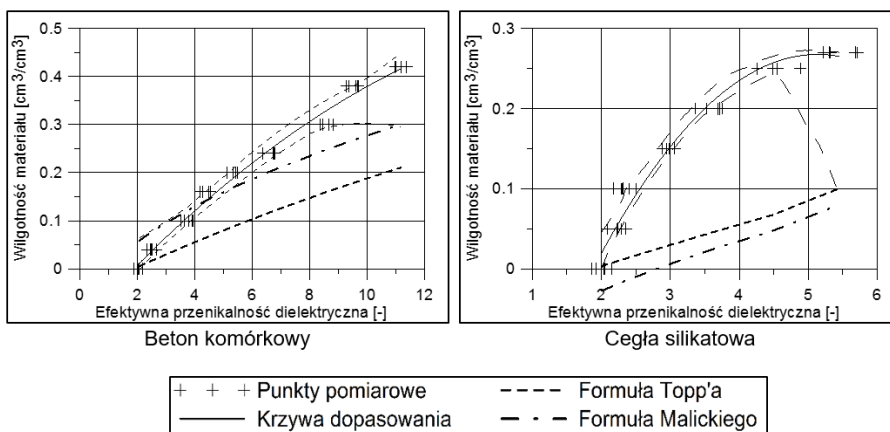 0.5
0.4
0.3
0.2
0.1
0
Wilgotność materiału [cm3/cm3]
0 2 4 6 8 10 12
Efektywna przenikalność dielektryczna [-]
Beton komórkowy
0.3
0.2
0.1
0
Wilgotność materiału [cm3/cm3]
1 2 3 4 5 6
Efektywna przenikalność dielektryczna [-]
Cegła silikatowa
Punkty pomiarowe
Formuła Topp'a
Krzywa dopasowania
Formuła Malickiego